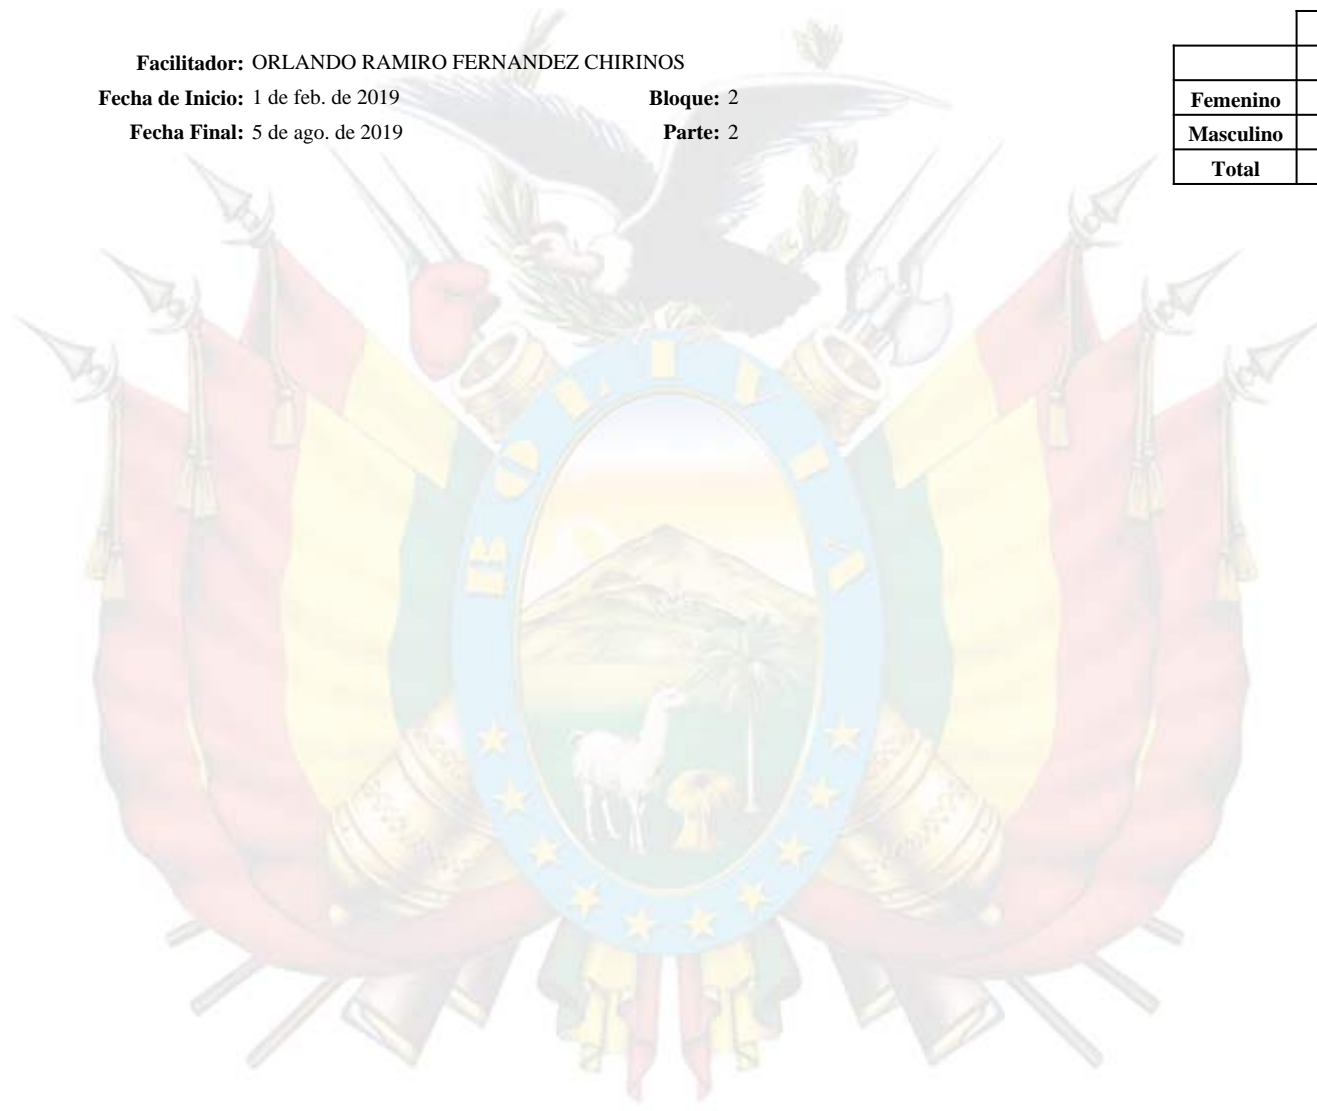 Facilitador: ORLANDO RAMIRO FERNANDEZ CHIRINOS
Fecha de Inicio: 1 de feb. de 2019 Bloque: 2
Fecha Final: 5 de ago. de 2019 Parte: 2
Femenino
Masculino
Total
BOLIVIA